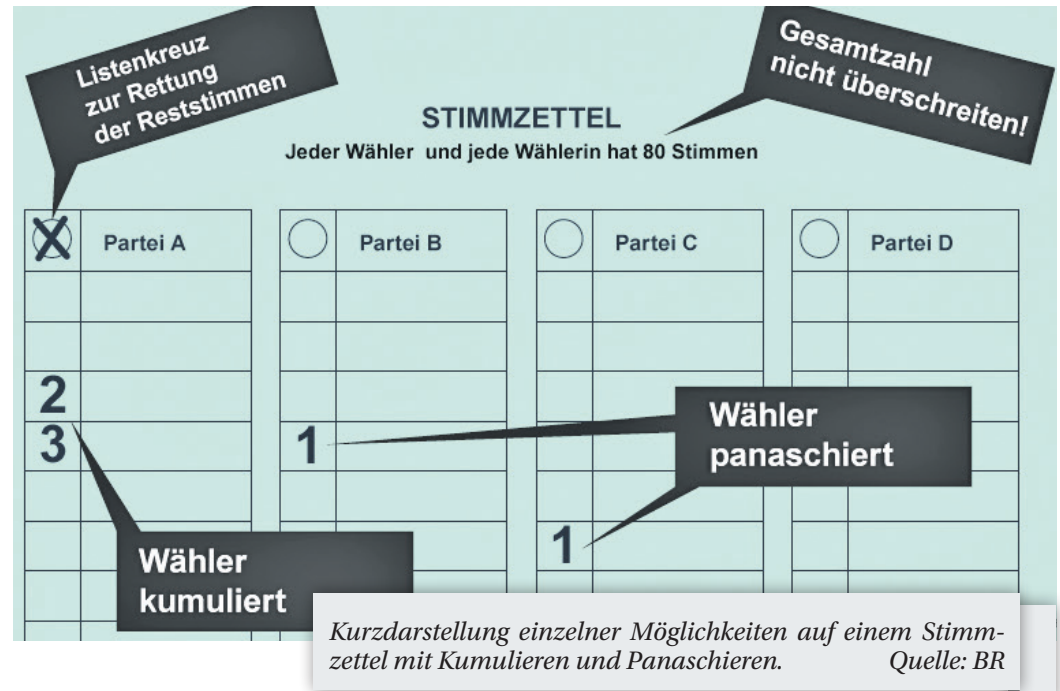 Listenkreuz
zur Rettung
der Reststimmen
Gesamtzahl
nicht überschreiten!
STIMMZETTEL
Jeder Wähler und jede Wählerin hat 80 Stimmen
X Partei A
Partei B
Partei C
Partei D
2
3
1
Wähler
panaschiert
1
Wähler
kumuliert
Kurzdarstellung einzelner Möglichkeiten auf einem Stimm-
zettel mit Kumulieren und Panaschieren. Quelle: BR